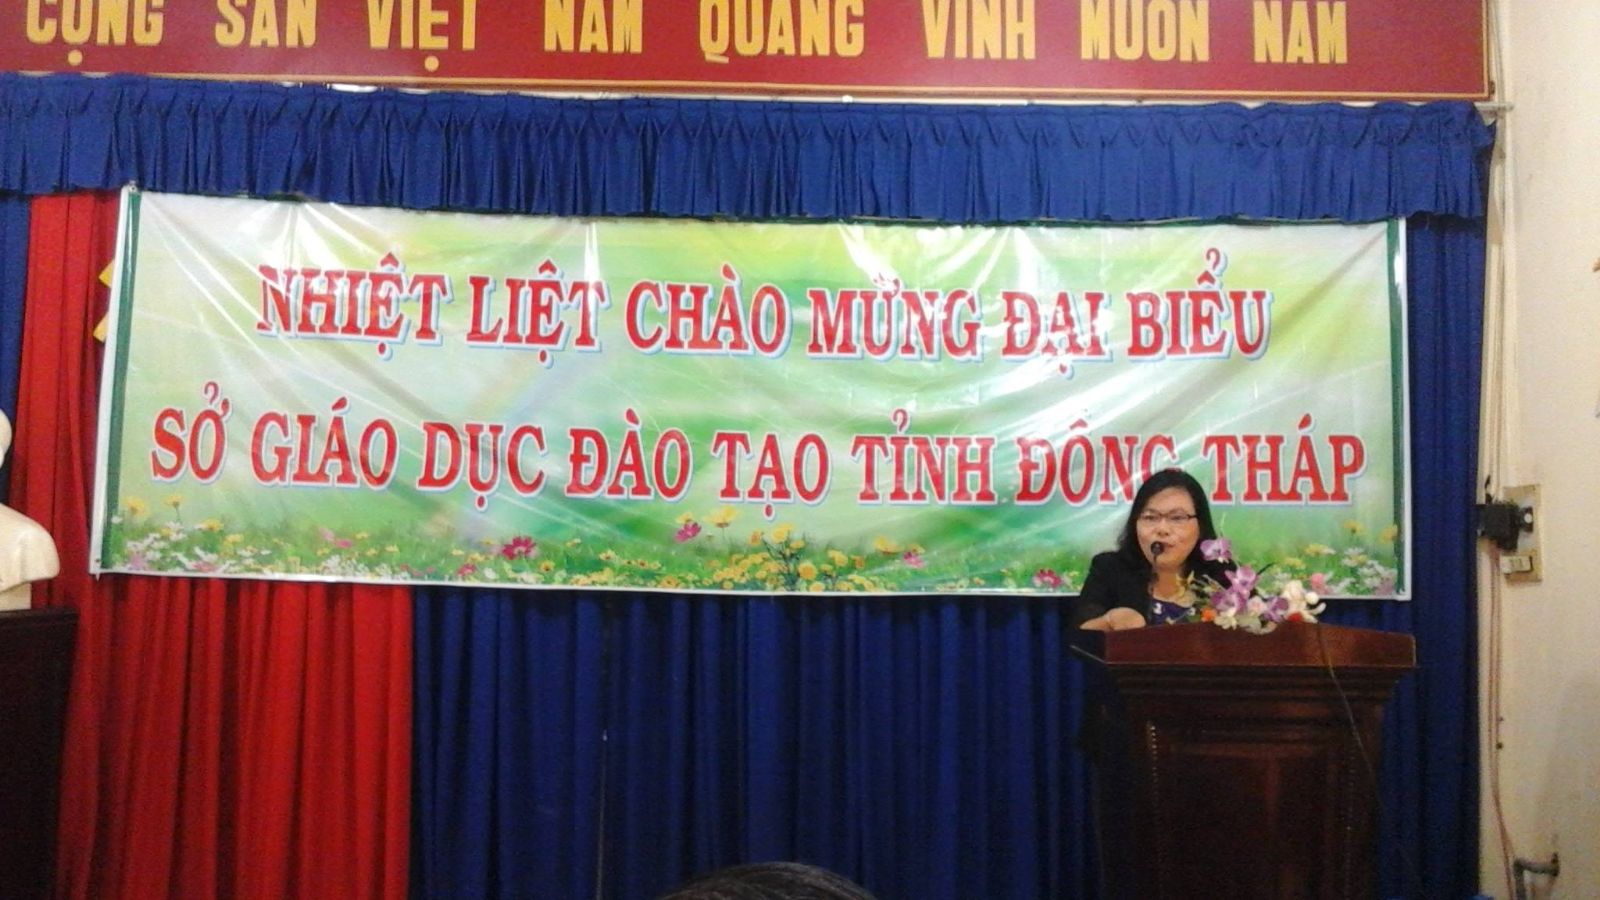 CỘNG SẢN VIỆT NAM QUANG VINH MUÔN NĂM
NHIỆT LIỆT CHÀO MỪNG ĐẠI BIỂU
SỞ GIÁO DỤC ĐÀO TẠO TỈNH ĐỒNG THÁP